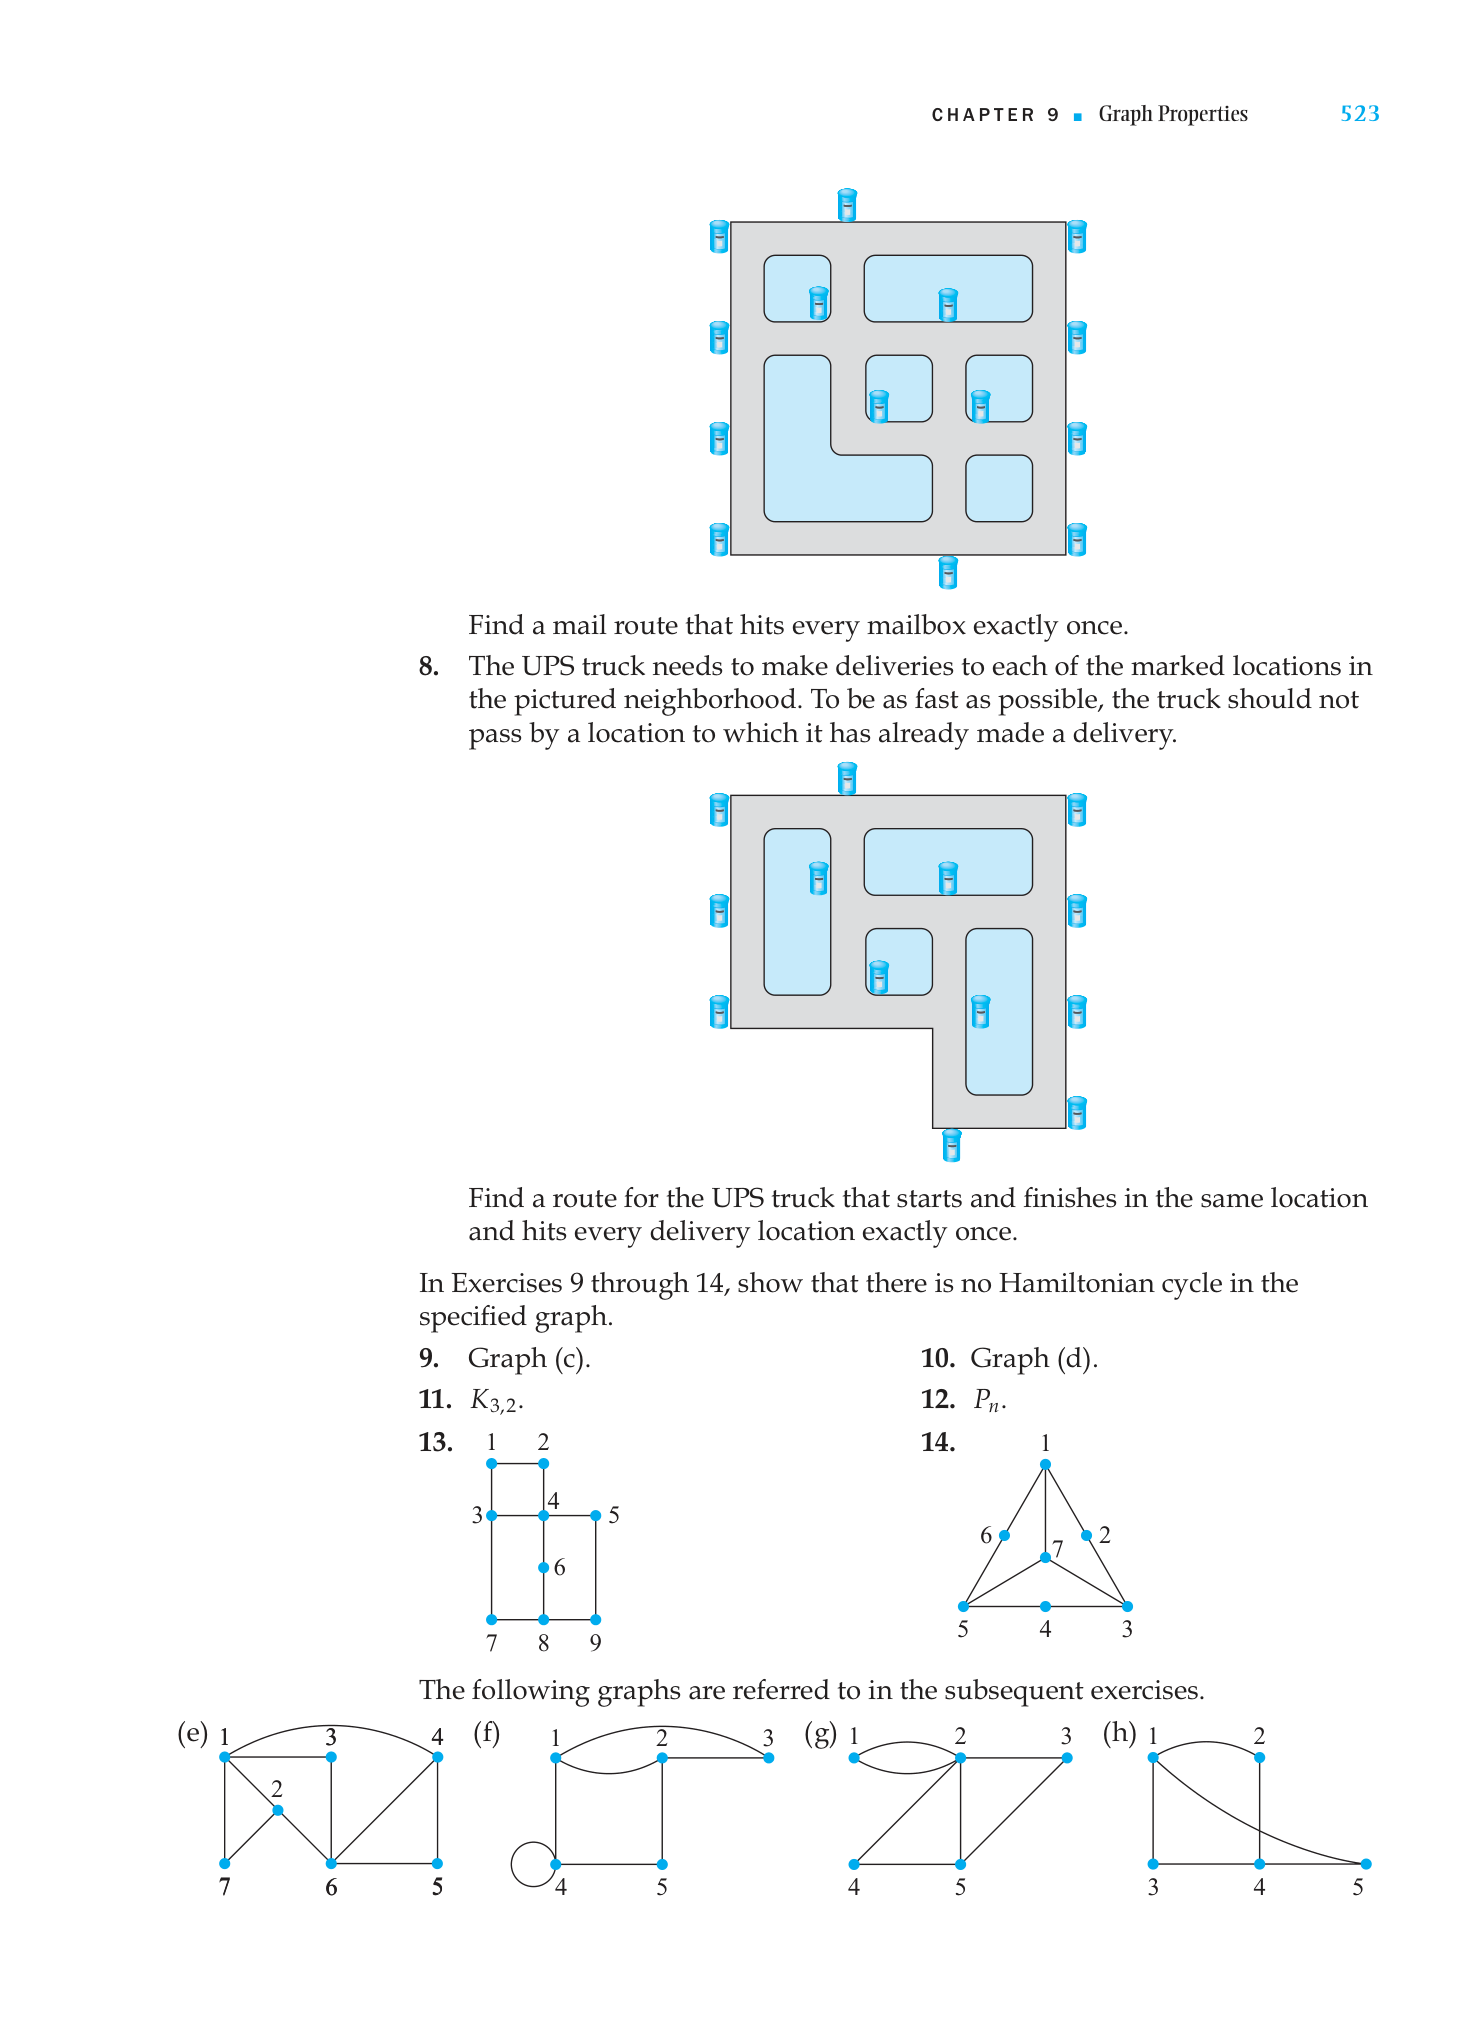 CHAPTER 9 ■ Graph Properties 523
Find a mail route that hits every mailbox exactly once.
8. The UPS truck needs to make deliveries to each of the marked locations in
the pictured neighborhood. To be as fast as possible, the truck should not
pass by a location to which it has already made a delivery.
Find a route for the UPS truck that starts and finishes in the same location
and hits every delivery location exactly once.
In Exercises 9 through 14, show that there is no Hamiltonian cycle in the
specified graph.
9. Graph (c). 10. Graph (d).
11. K3,2. 12. Pn.
13. 1 2 14. 1
3 4 5
6 2
7
6
5 4 3
7 8 9
The following graphs are referred to in the subsequent exercises.
(e) 1 3 4 (f) 1 2 3 (g) 1 2 3 (h) 1 2
2
7 6 5 4 5 4 5 3 4 5